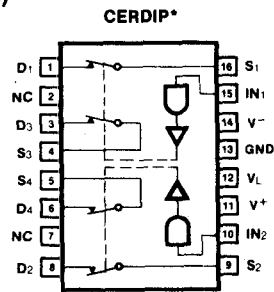 )
CERDIP*
D1 1
NC 2
D3 3
S3 4
S4 5
D4 6
NC 7
D2 8
16 S1
15 IN1
14 V-
13 GND
12 VL
11 V+
10 IN2
9 S2